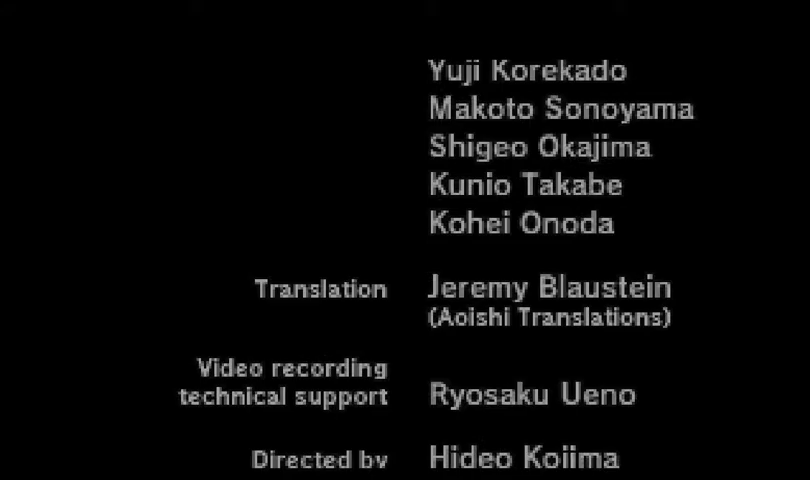 Yuji Korekado
Makoto Sonoyama
Shigeo Okajima
Kunio Takabe
Kohei Onoda
Translation Jeremy Blaustein
(Aoishi Translations)
Video recording
technical support Ryosaku Ueno
Directed by Hideo Kojima